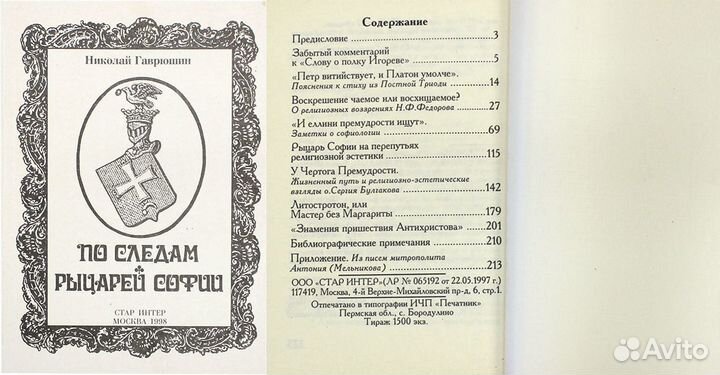 Николай Гаврюшин
ПО СЛЕДАМ
РЫЦАРЕЙ СОФИИ
СТАР ИНТЕР
МОСКВА 1998
Содержание
Предисловие 3
Забытый комментарий
к «Слову о полку Игореве» 5
«Петр витийствует, и Платон умолче».
Пояснения к стиху из Постной Триоди 14
Воскрешение чаемое или восхищаемое?
О религиозных воззрениях Н.Ф.Федорова 27
«И еллини премудрости ищут».
Заметки о софиологии 69
Рыцарь Софии на перепутьях
религиозной эстетики 115
У Чертога Премудрости.
Жизненный путь и религиозно-эстетические
взгляды о.Сергия Булгакова 142
Литостротон, или
Мастер без Маргариты 179
«Знамения пришествия Антихристова» 201
Библиографические примечания 210
Приложение. Из писем митрополита
Антония (Мельникова) 213
ООО «СТАР ИНТЕР»(ЛР № 065192 от 22.05.1997 г.)
117419, Москва, 4-й Верхне-Михайловский пр-д, 6, стр.1.
Отпечатано в типографии ИЧП «Печатник»
Пермская обл., с. Бородулино
Тираж 1500 экз.
Avito